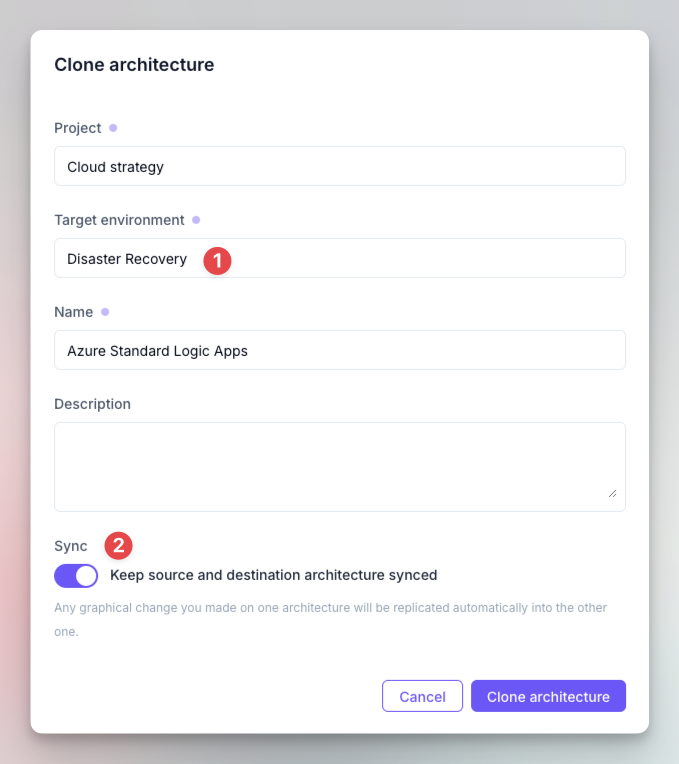 Clone architecture
Project
Cloud strategy
Target environment
Disaster Recovery 1
Name
Azure Standard Logic Apps
Description
Sync 2
Keep source and destination architecture synced
Any graphical change you made on one architecture will be replicated automatically into the other
one.
Cancel Clone architecture